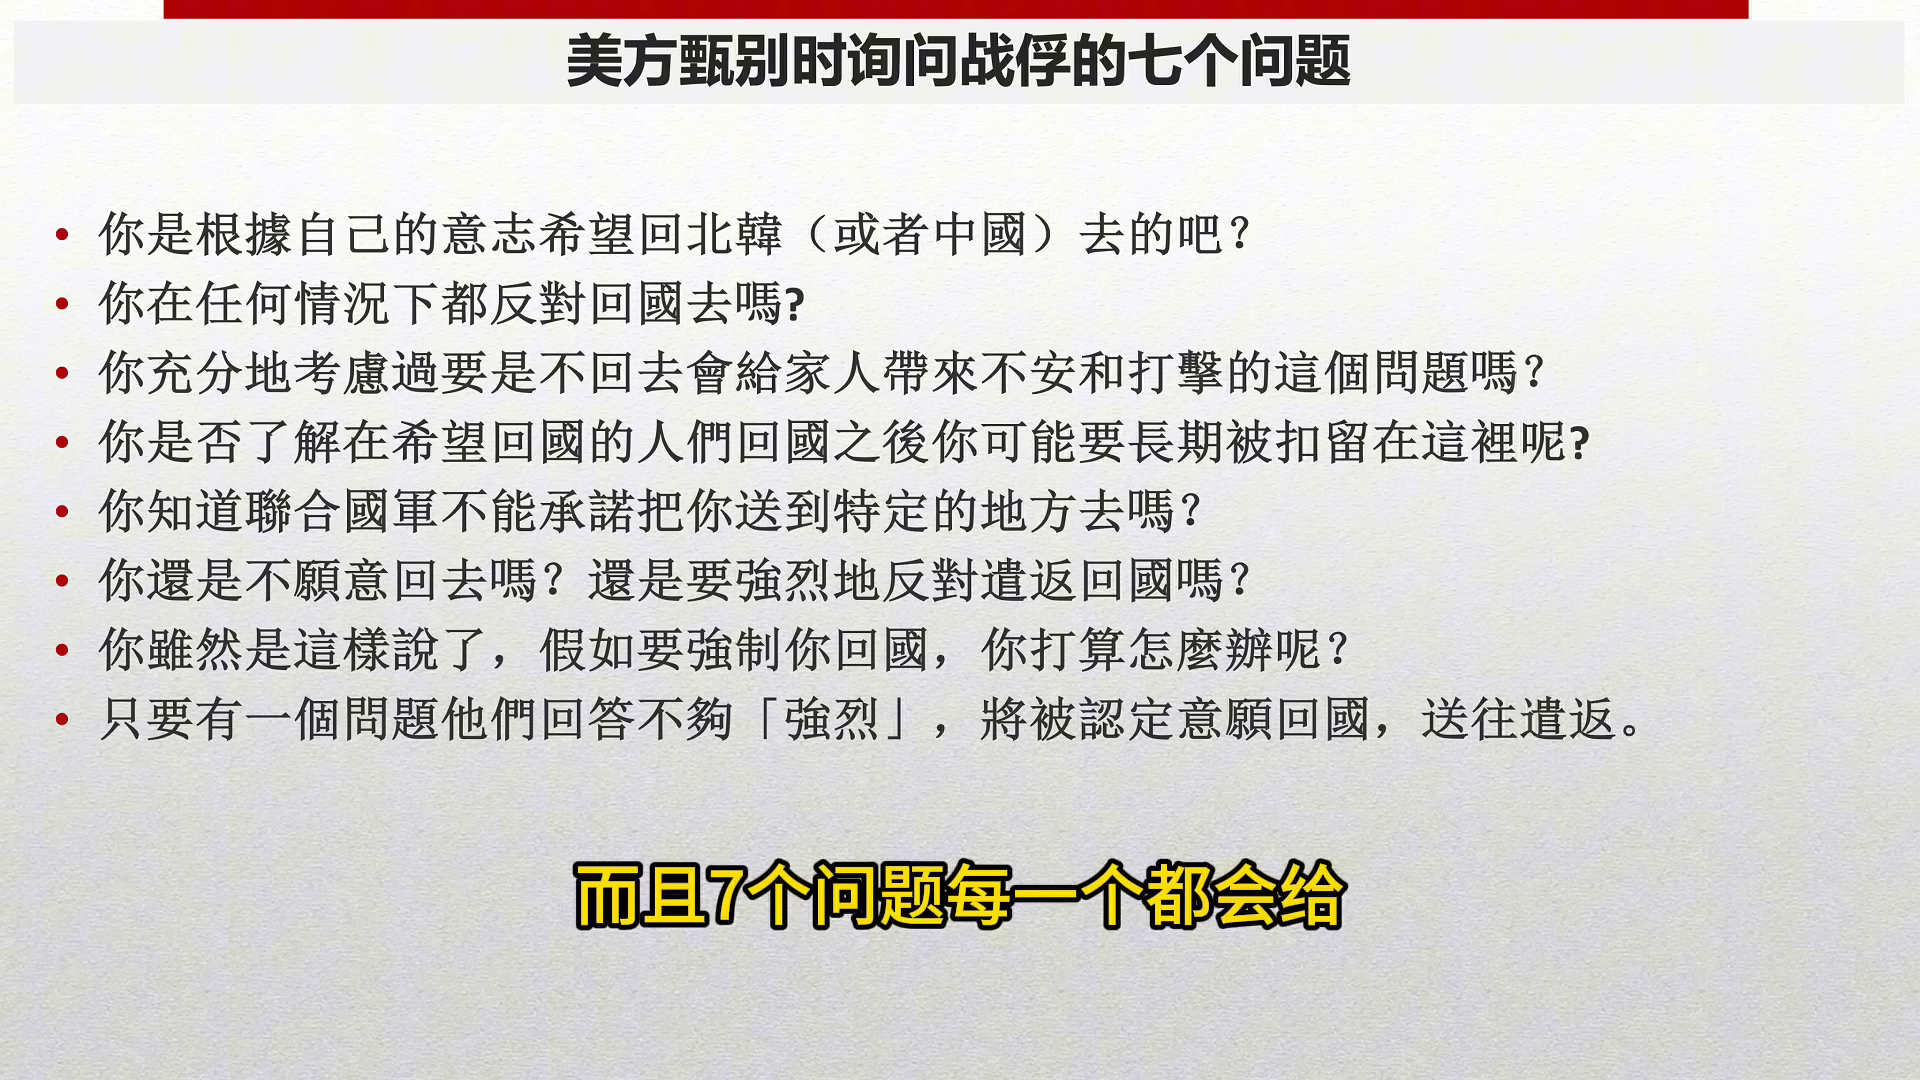 美方甄别时询问战俘的七个问题
• 你是根據自己的意志希望回北韓（或者中國）去的吧？
• 你在任何情況下都反對回國去嗎?
• 你充分地考慮過要是不回去會給家人帶來不安和打擊的這個問題嗎？
• 你是否了解在希望回國的人們回國之後你可能要長期被扣留在這裡呢?
• 你知道聯合國軍不能承諾把你送到特定的地方去嗎？
• 你還是不願意回去嗎？還是要強烈地反對遣返回國嗎？
• 你雖然是這樣說了，假如要強制你回國，你打算怎麼辦呢？
• 只要有一個問題他們回答不夠「強烈」，將被認定意願回國，送往遣返。
而且7个问题每一个都会给